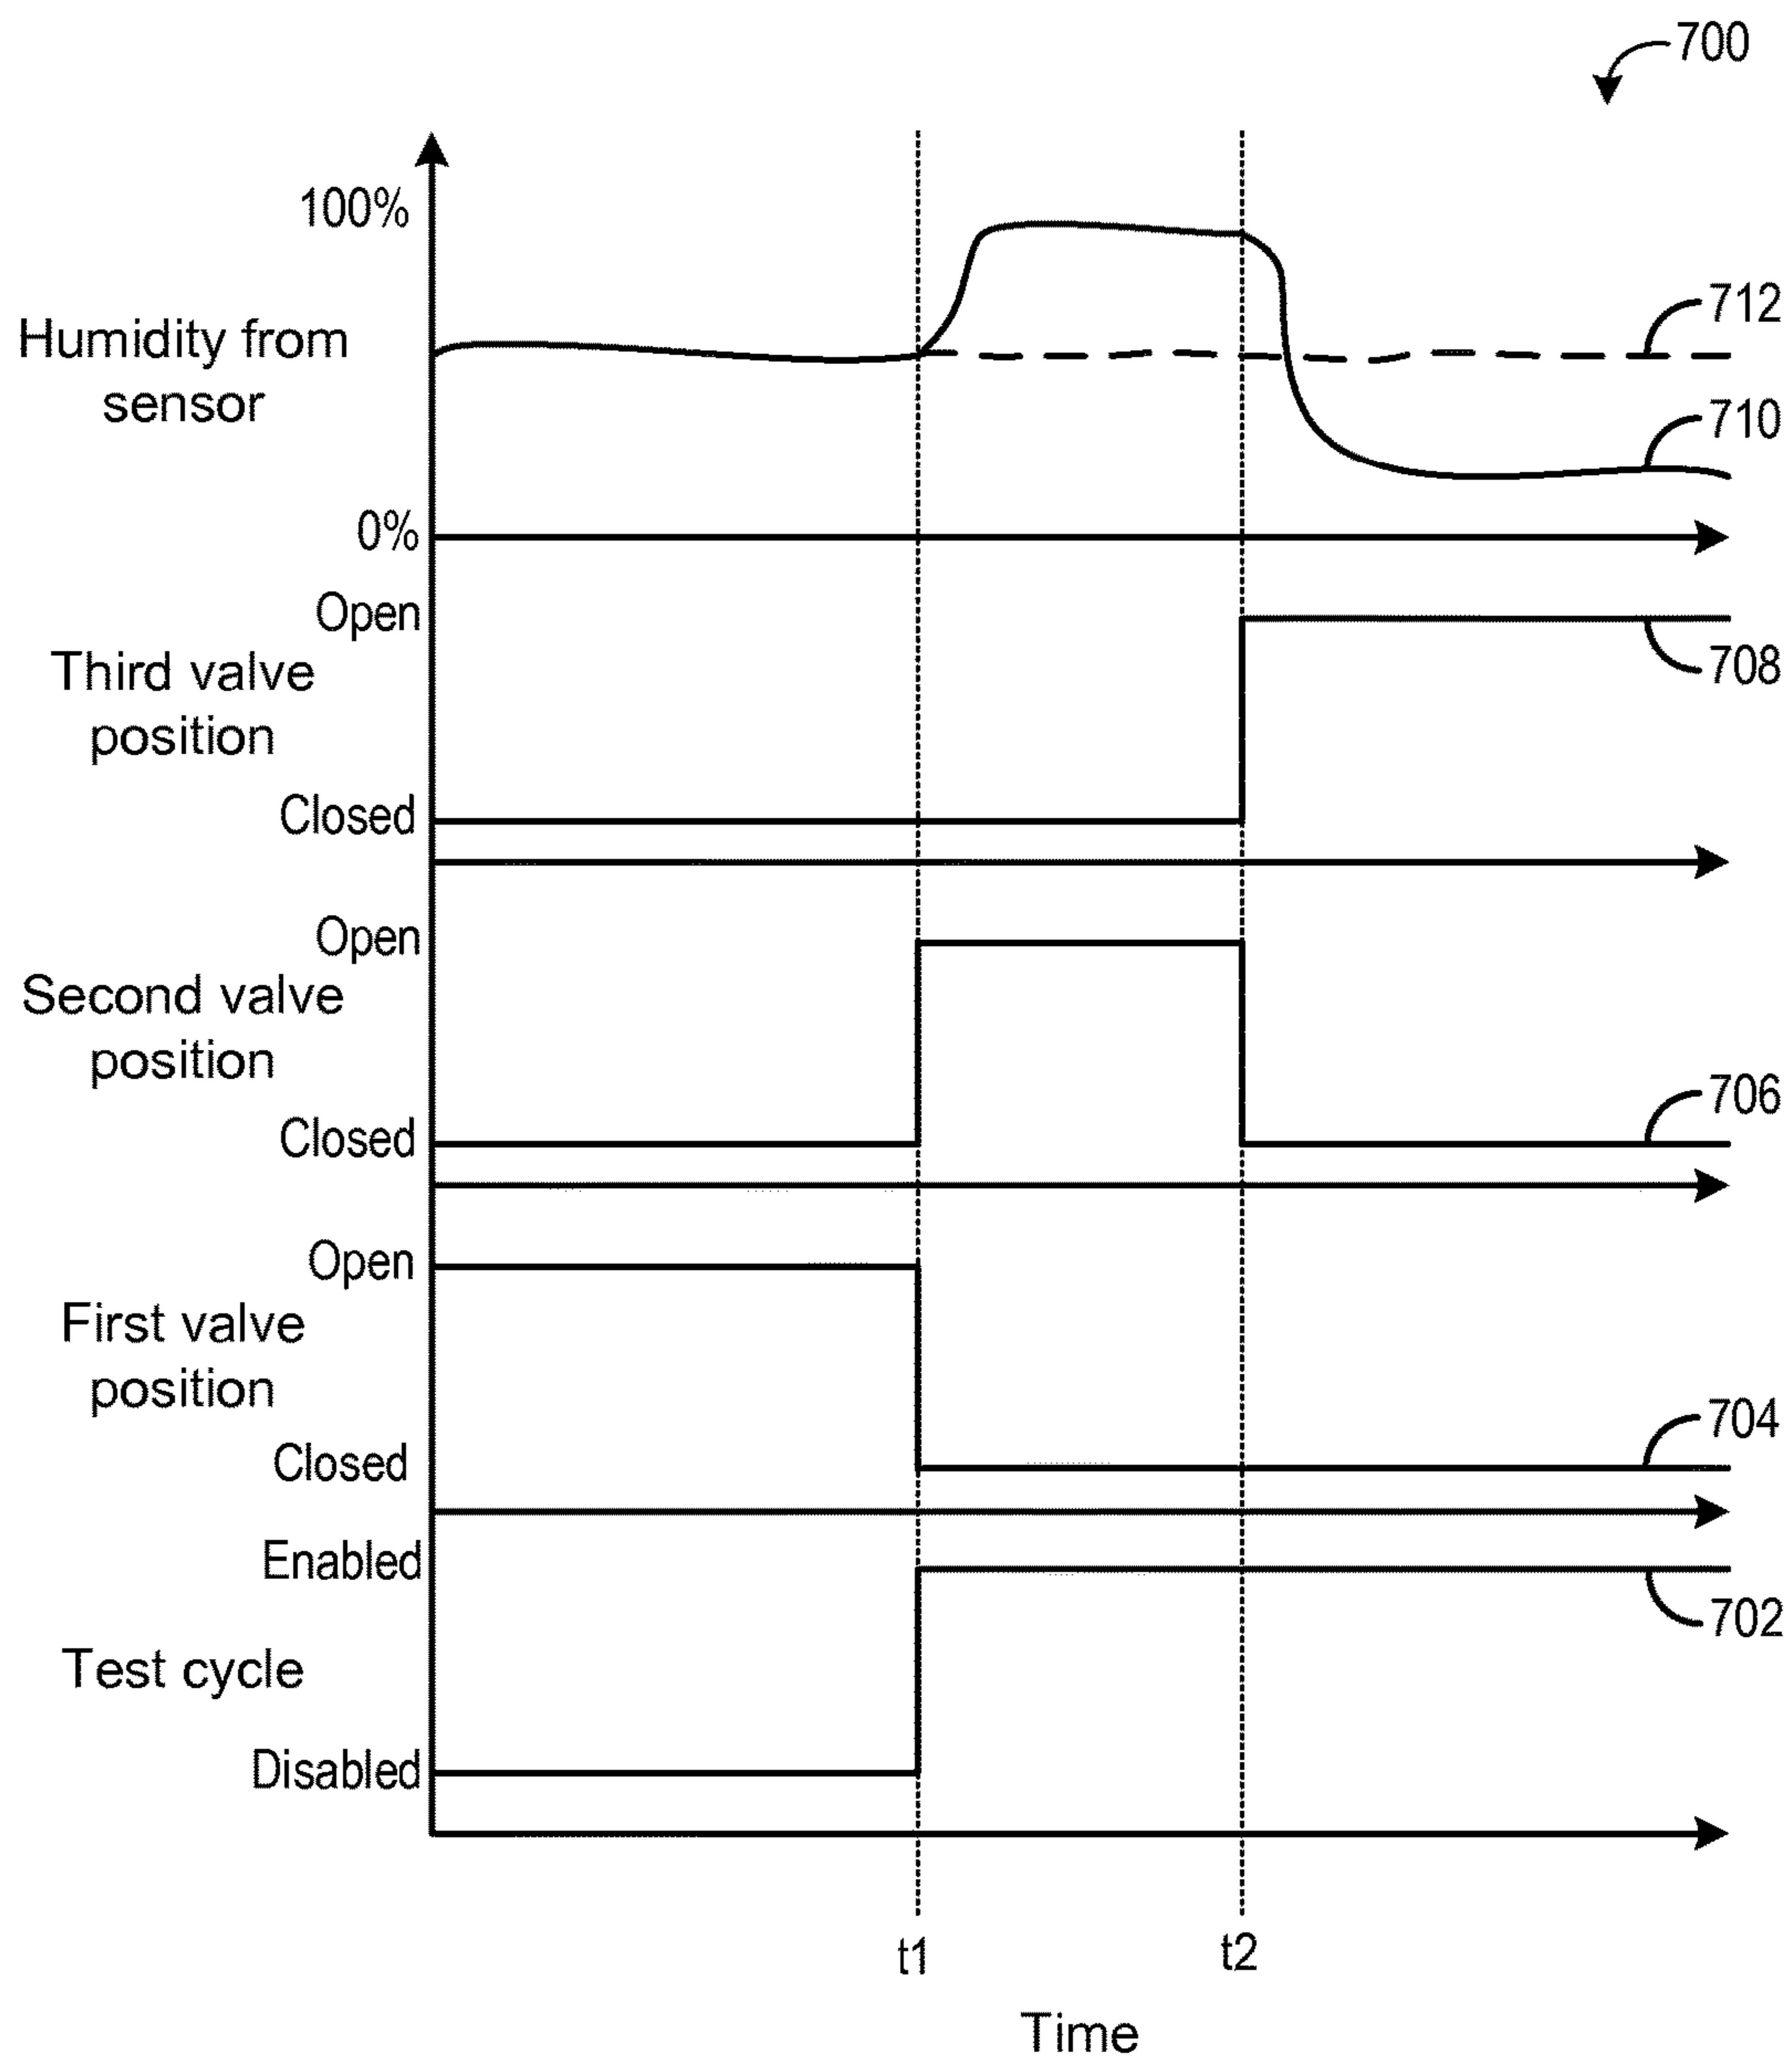 700
100%
Humidity from
sensor
712
710
0%
Open
Third valve
position
708
Closed
Open
Second valve
position
706
Closed
Open
First valve
position
704
Closed
Enabled
702
Test cycle
Disabled
t1
t2
Time